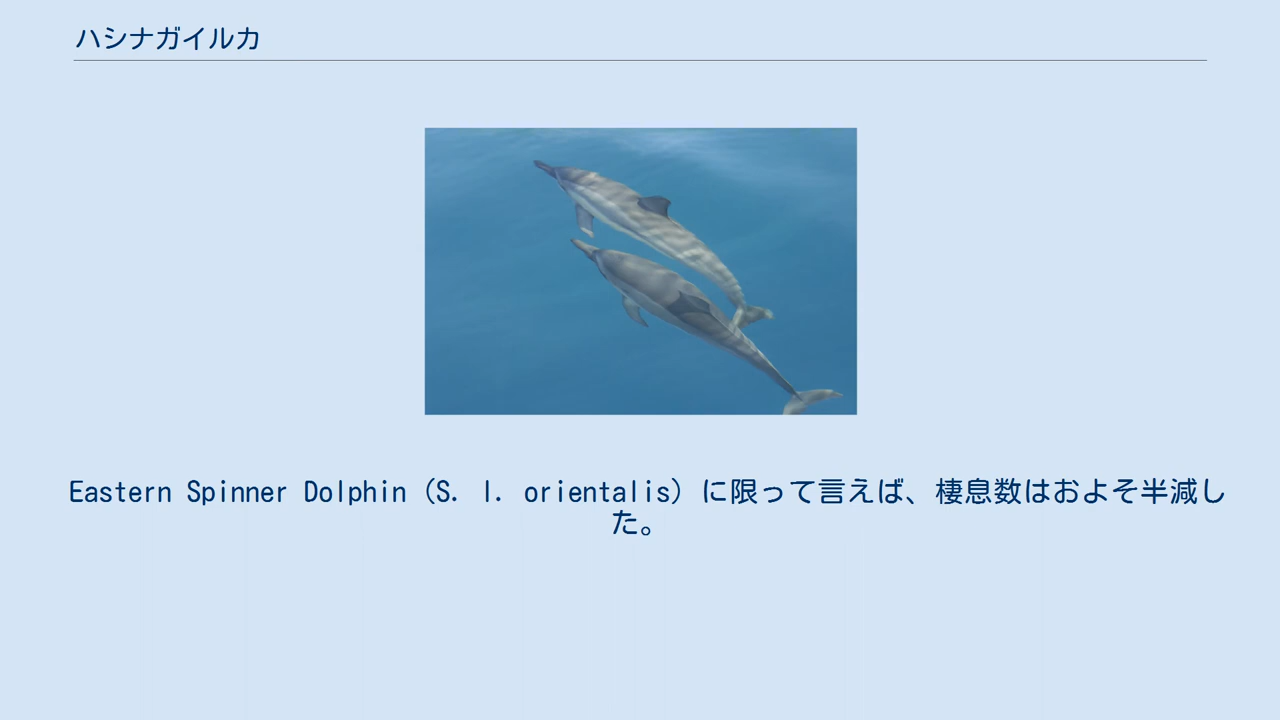 ハシナガイルカ
Eastern Spinner Dolphin (S. l. orientalis) に限って言えば、棲息数はおよそ半減し
た。